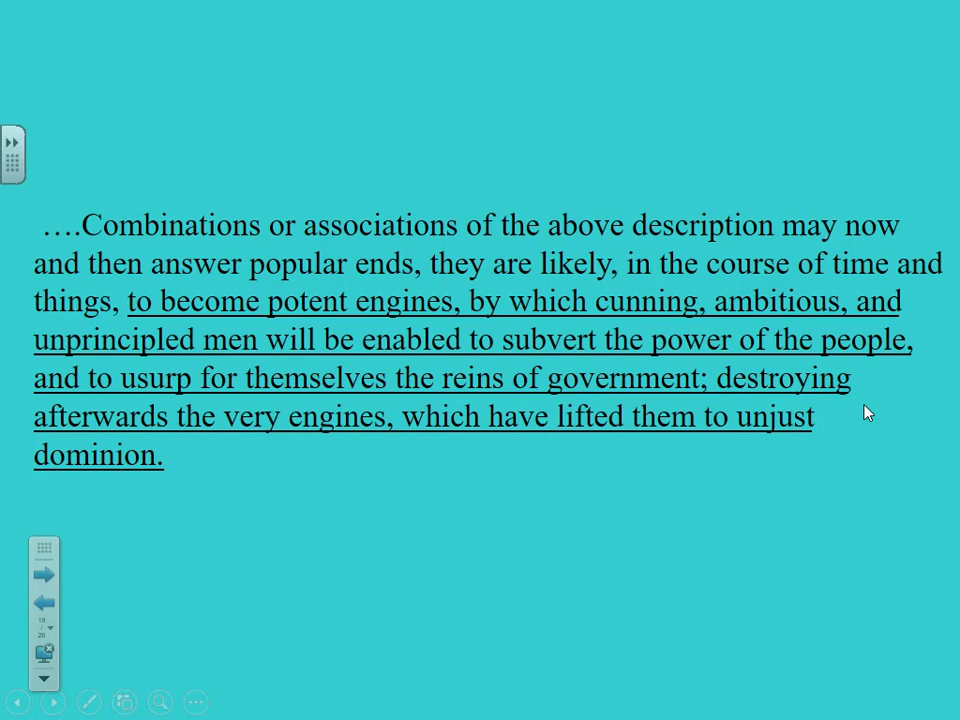 ….Combinations or associations of the above description may now
and then answer popular ends, they are likely, in the course of time and
things, to become potent engines, by which cunning, ambitious, and
unprincipled men will be enabled to subvert the power of the people,
and to usurp for themselves the reins of government; destroying
afterwards the very engines, which have lifted them to unjust
dominion.
19
/
28